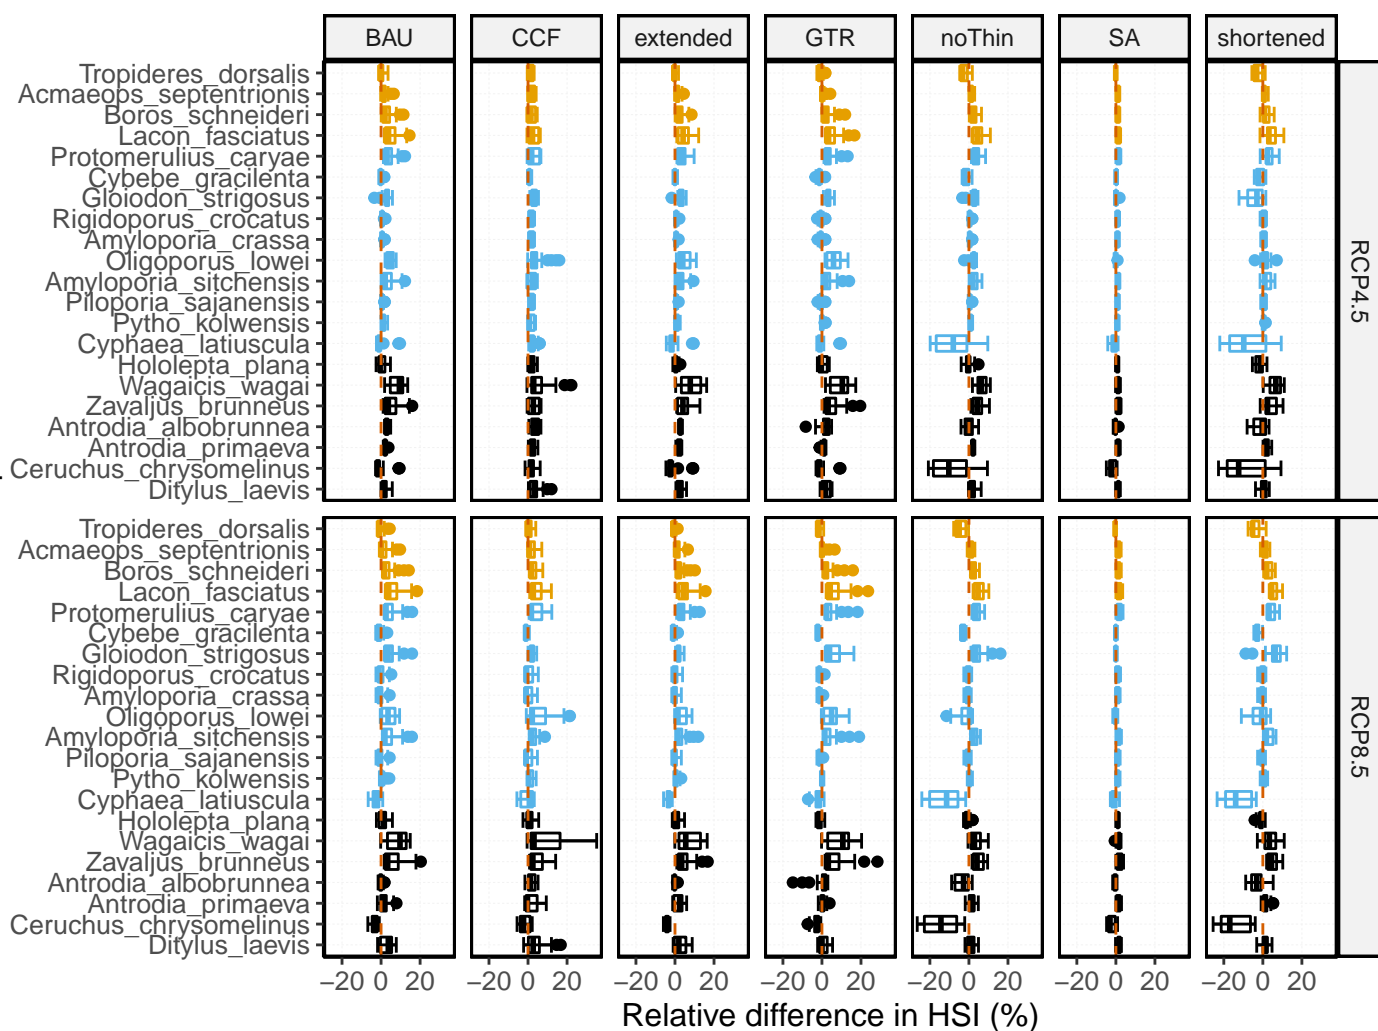 BAU CCF extended GTR noThin SA shortened
Tropideres_dorsalis
Acmaeops_septentrionis
Boros_schneideri
Lacon_fasciatus
Protomerulius_caryae
Cybebe_gracilenta
Gloiodon_strigosus
Rigidoporus_crocatus
Amyloporia_crassa
Oligoporus_lowei
Amyloporia_sitchensis
Piloporia_sajanensis
Pytho_kolwensis
Cyphaea_latiuscula
Hololepta_plana
Wagaicis_wagai
Zavaljus_brunneus
Antrodia_albobrunnea
Antrodia_primaeva
Ceruchus_chrysomelinus
Ditylus_laevis
RCP4.5
Tropideres_dorsalis
Acmaeops_septentrionis
Boros_schneideri
Lacon_fasciatus
Protomerulius_caryae
Cybebe_gracilenta
Gloiodon_strigosus
Rigidoporus_crocatus
Amyloporia_crassa
Oligoporus_lowei
Amyloporia_sitchensis
Piloporia_sajanensis
Pytho_kolwensis
Cyphaea_latiuscula
Hololepta_plana
Wagaicis_wagai
Zavaljus_brunneus
Antrodia_albobrunnea
Antrodia_primaeva
Ceruchus_chrysomelinus
Ditylus_laevis
RCP8.5
−20 0 20 −20 0 20 −20 0 20 −20 0 20 −20 0 20 −20 0 20 −20 0 20
Relative difference in HSI (%)